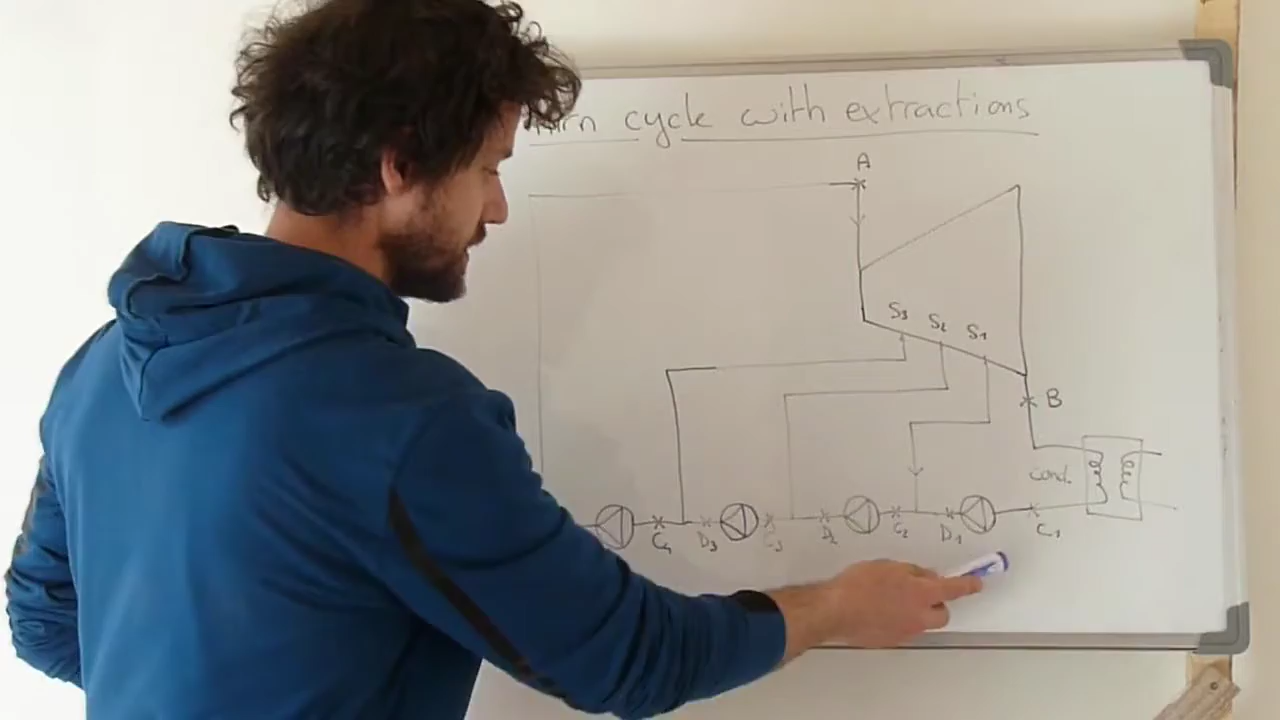 cycle with extractions
A
S3 S2 S1
B
cond.
C4 D3 C3 D2 C2 D1 C1